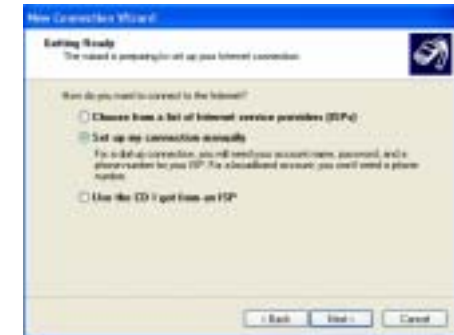 New Connection Wizard
Getting Ready
The wizard is preparing to set up your Internet connection.
How do you want to connect to the Internet?
Choose from a list of Internet service providers (ISPs)
Set up my connection manually
For a dial-up connection, you will need your account name, password, and a
phone number for your ISP. For a broadband account, you won't need a phone
number.
Use the CD I got from an ISP
< Back
Next >
Cancel